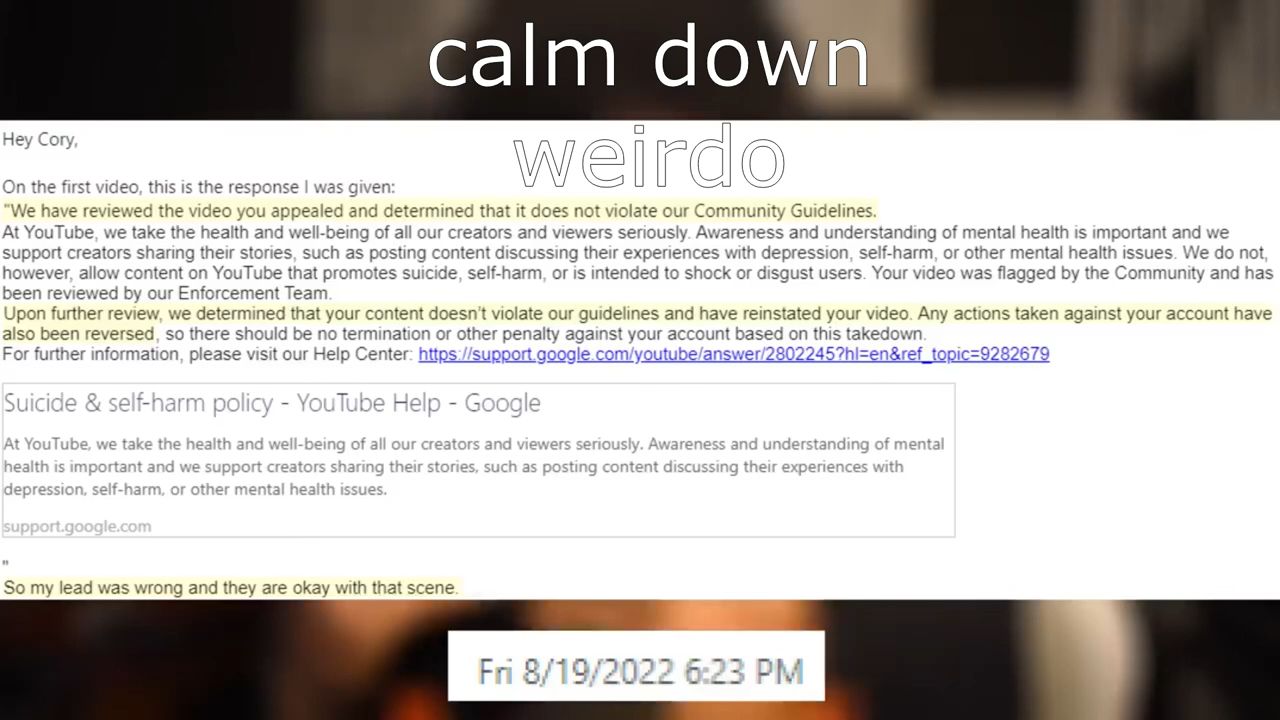 calm down
weirdo
Hey Cory,
On the first video, this is the response I was given:
"We have reviewed the video you appealed and determined that it does not violate our Community Guidelines.
At YouTube, we take the health and well-being of all our creators and viewers seriously. Awareness and understanding of mental health is important and we
support creators sharing their stories, such as posting content discussing their experiences with depression, self-harm, or other mental health issues. We do not,
however, allow content on YouTube that promotes suicide, self-harm, or is intended to shock or disgust users. Your video was flagged by the Community and has
been reviewed by our Enforcement Team.
Upon further review, we determined that your content doesn't violate our guidelines and have reinstated your video. Any actions taken against your account have
also been reversed, so there should be no termination or other penalty against your account based on this takedown.
For further information, please visit our Help Center: https://support.google.com/youtube/answer/2802245?hl=en&ref_topic=9282679
Suicide & self-harm policy - YouTube Help - Google
At YouTube, we take the health and well-being of all our creators and viewers seriously. Awareness and understanding of mental
health is important and we support creators sharing their stories, such as posting content discussing their experiences with
depression, self-harm, or other mental health issues.
support.google.com
"
So my lead was wrong and they are okay with that scene.
Fri 8/19/2022 6:23 PM